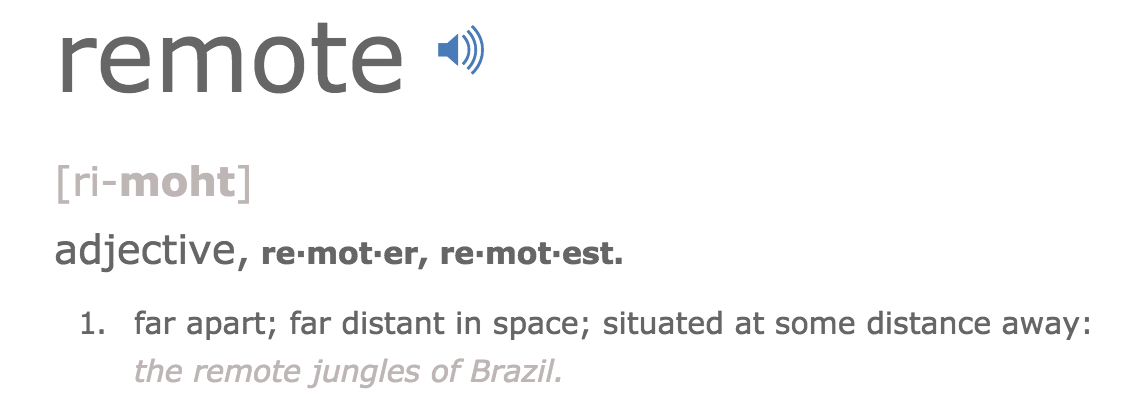 remote
[ri-moht]
adjective, re·mot·er, re·mot·est.
1. far apart; far distant in space; situated at some distance away:
the remote jungles of Brazil.